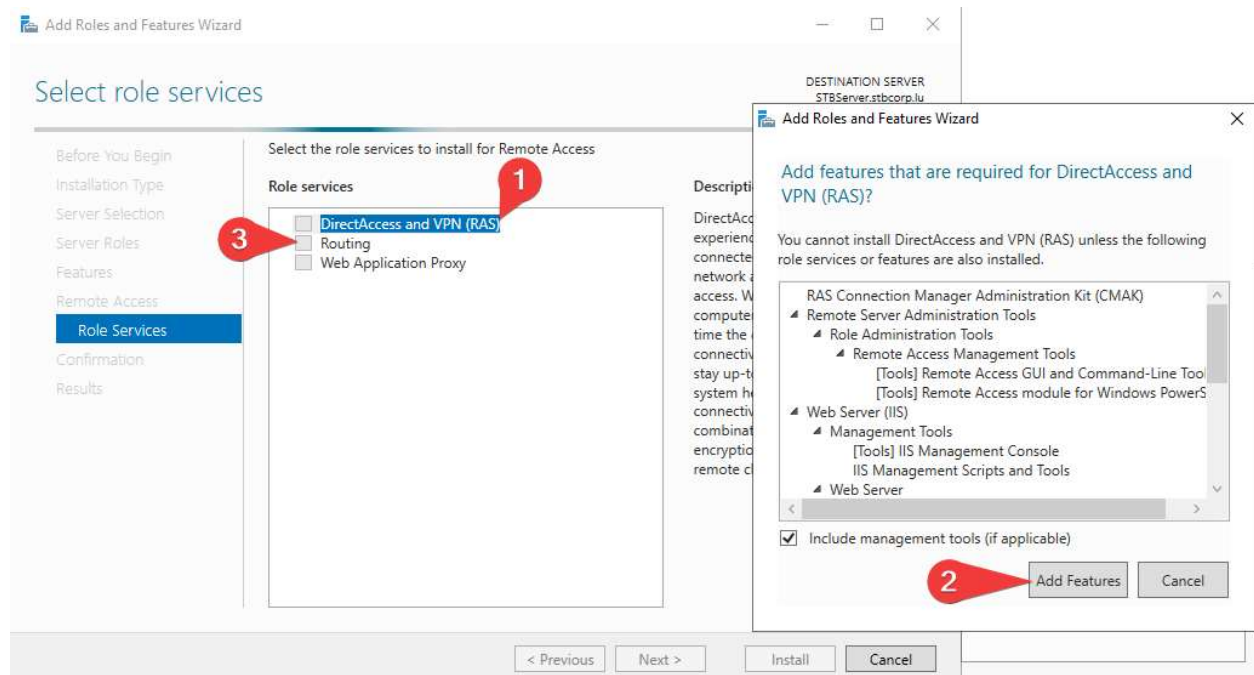 Add Roles and Features Wizard
Select role services
DESTINATION SERVER
STBServer.stbcorp.lu
Before You Begin
Installation Type
Server Selection
Server Roles
Features
Remote Access
Role Services
Confirmation
Results
Select the role services to install for Remote Access
Role services
1
DirectAccess and VPN (RAS)
3
Routing
Web Application Proxy
Descripti
DirectAcc
experienc
connecte
network a
access. W
compute
time the
connectiv
stay up-t
system he
connectiv
combinat
encryptio
remote cl
< Previous
Next >
Install
Cancel
Add Roles and Features Wizard
Add features that are required for DirectAccess and
VPN (RAS)?
You cannot install DirectAccess and VPN (RAS) unless the following
role services or features are also installed.
RAS Connection Manager Administration Kit (CMAK)
Remote Server Administration Tools
Role Administration Tools
Remote Access Management Tools
[Tools] Remote Access GUI and Command-Line Tool
[Tools] Remote Access module for Windows PowerS
Web Server (IIS)
Management Tools
[Tools] IIS Management Console
IIS Management Scripts and Tools
Web Server
Include management tools (if applicable)
2
Add Features
Cancel